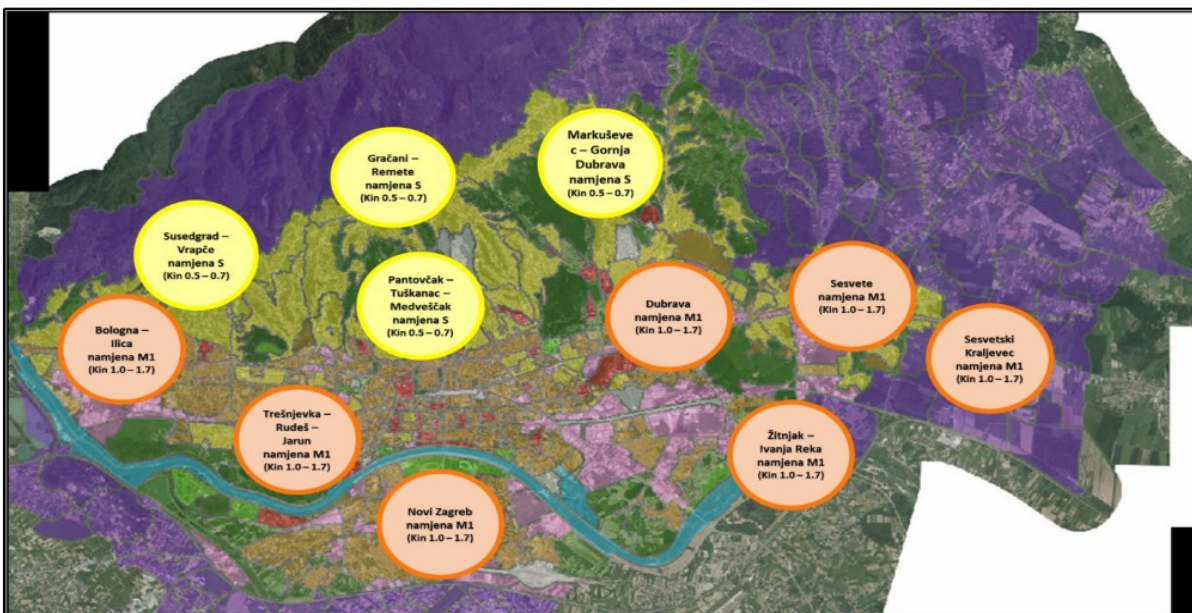 Markuševe
c – Gornja
Dubrava
namjena S
(Kin 0.5 – 0.7)
Gračani –
Remete
namjena S
(Kin 0.5 – 0.7)
Susedgrad –
Vrapče
namjena S
(Kin 0.5 – 0.7)
Pantovčak –
Tuškanac –
Medveščak
namjena S
(Kin 0.5 – 0.7)
Dubrava
namjena M1
(Kin 1.0 – 1.7)
Sesvete
namjena M1
(Kin 1.0 – 1.7)
Bologna –
Ilica
namjena M1
(Kin 1.0 – 1.7)
Sesvetski
Kraljevec
namjena M1
(Kin 1.0 – 1.7)
Trešnjevka –
Rudeš –
Jarun
namjena M1
(Kin 1.0 – 1.7)
Žitnjak –
Ivanja Reka
namjena M1
(Kin 1.0 – 1.7)
Novi Zagreb
namjena M1
(Kin 1.0 – 1.7)